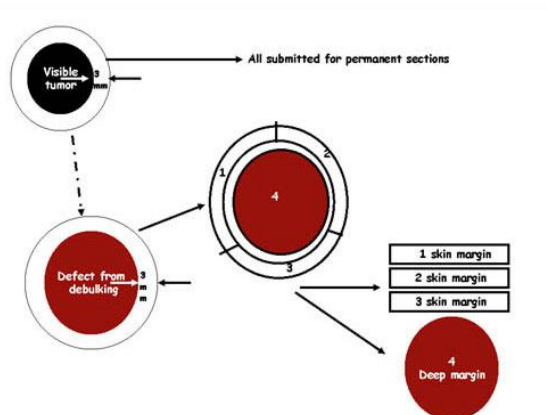 Visible
tumor
3
mm
All submitted for permanent sections
1
2
4
3
Defect from
debulking
3
m
m
1 skin margin
2 skin margin
3 skin margin
4
Deep margin